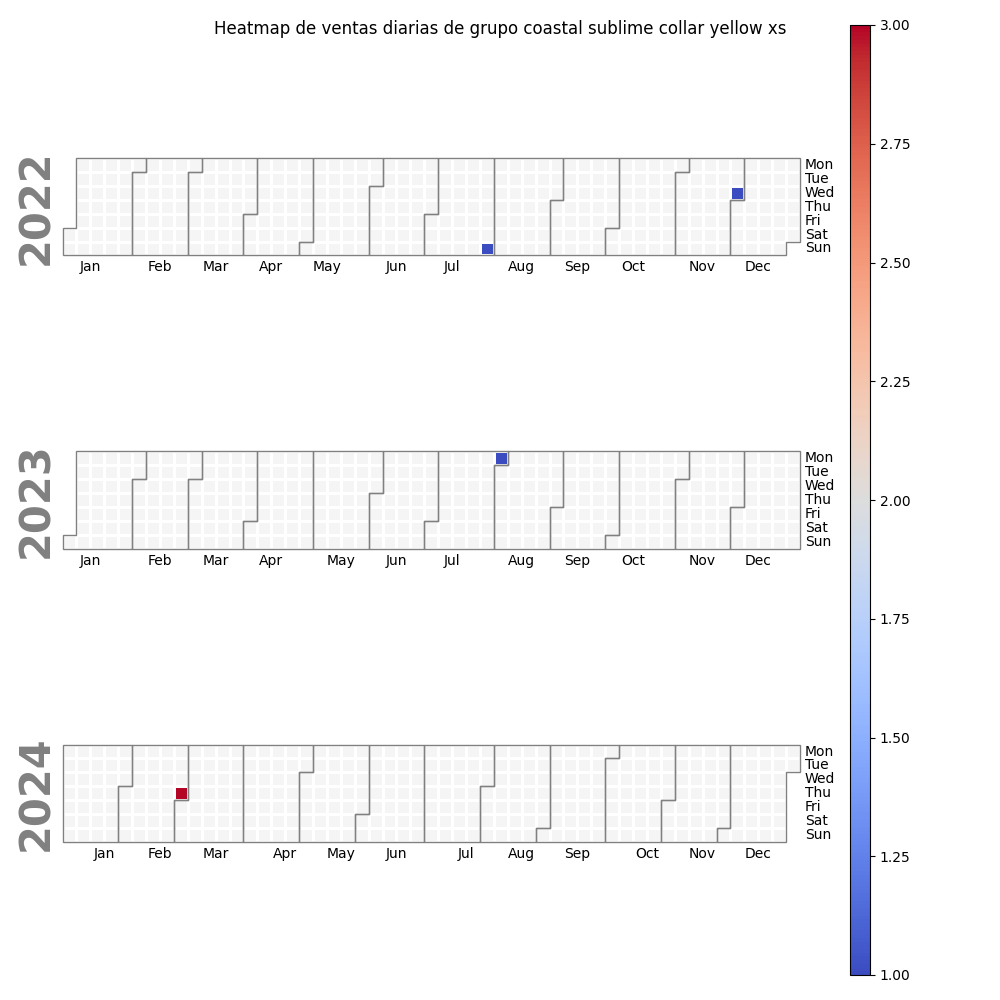 Heatmap de ventas diarias de grupo coastal sublime collar yellow xs
2022
Mon
Tue
Wed
Thu
Fri
Sat
Sun
Jan Feb Mar Apr May Jun Jul Aug Sep Oct Nov Dec
2023
Mon
Tue
Wed
Thu
Fri
Sat
Sun
Jan Feb Mar Apr May Jun Jul Aug Sep Oct Nov Dec
2024
Mon
Tue
Wed
Thu
Fri
Sat
Sun
Jan Feb Mar Apr May Jun Jul Aug Sep Oct Nov Dec
3.00
2.75
2.50
2.25
2.00
1.75
1.50
1.25
1.00